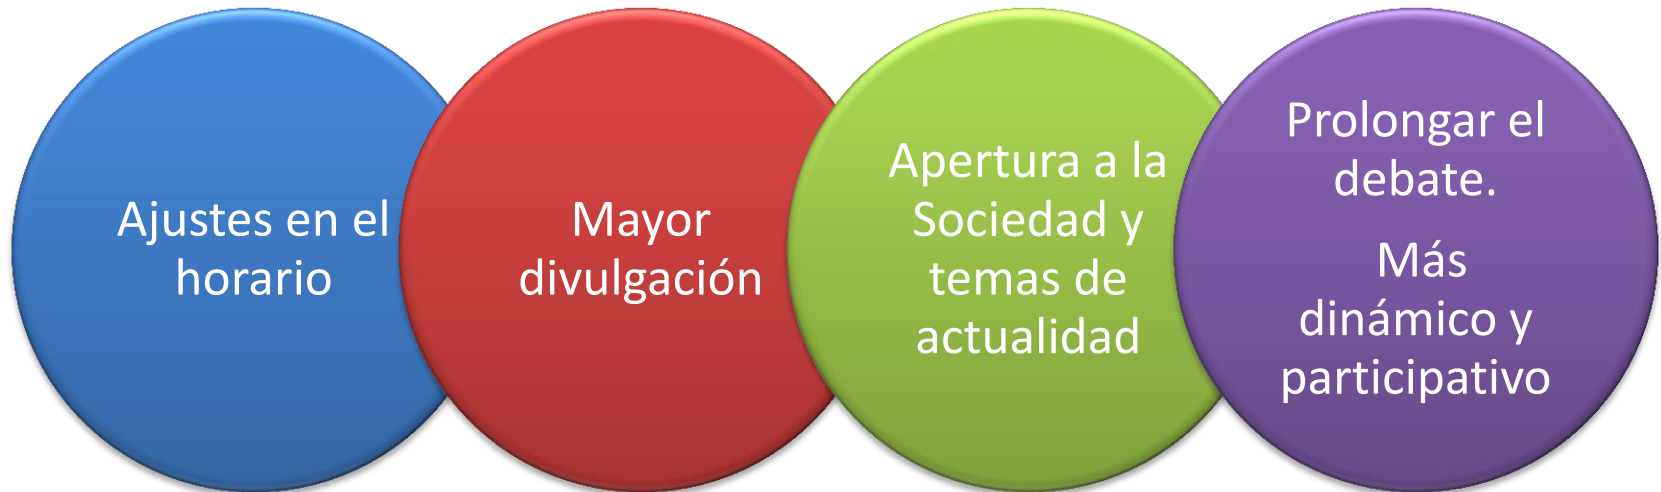 Ajustes en el
horario
Mayor
divulgación
Apertura a la
Sociedad y
temas de
actualidad
Prolongar el
debate.
Más
dinámico y
participativo